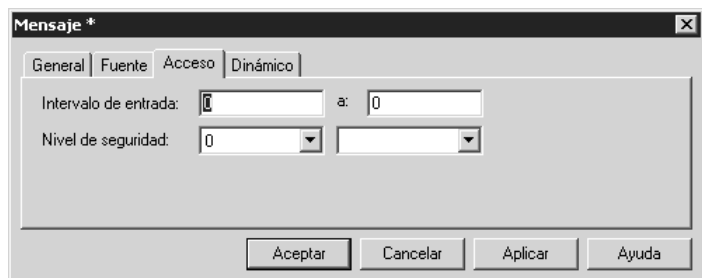 Mensaje *
General Fuente Acceso Dinámico
Intervalo de entrada: 0 a: 0
Nivel de seguridad: 0
Aceptar Cancelar Aplicar Ayuda